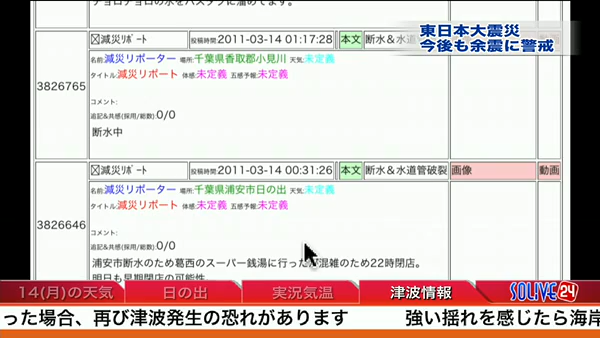 チョロチョロの水をバスタブに溜めてます。
東日本大震災
今後も余震に警戒
減災リポート 投稿時間 2011-03-14 01:17:28 本文 断水&水道
3826765
名前:減災リポーター 場所:千葉県香取郡小見川 天気:未定義
タイトル:減災リポート 体感:未定義 五感予報:未定義
コメント:
追記&共感(採用/総数):0/0
断水中
減災リポート 投稿時間 2011-03-14 00:31:26 本文 断水&水道管破裂 画像 動画
3826646
名前:減災リポーター 場所:千葉県浦安市日の出 天気:未定義
タイトル:減災リポート 体感:未定義 五感予報:未定義
コメント:
追記&共感(採用/総数):0/0
浦安市断水のため葛西のスーパー銭湯に行った 混雑のため22時閉店。
明日も早期閉店の可能性
14(月)の天気 日の出 実況気温 津波情報 SOLiVE24
った場合、再び津波発生の恐れがあります 強い揺れを感じたら海岸